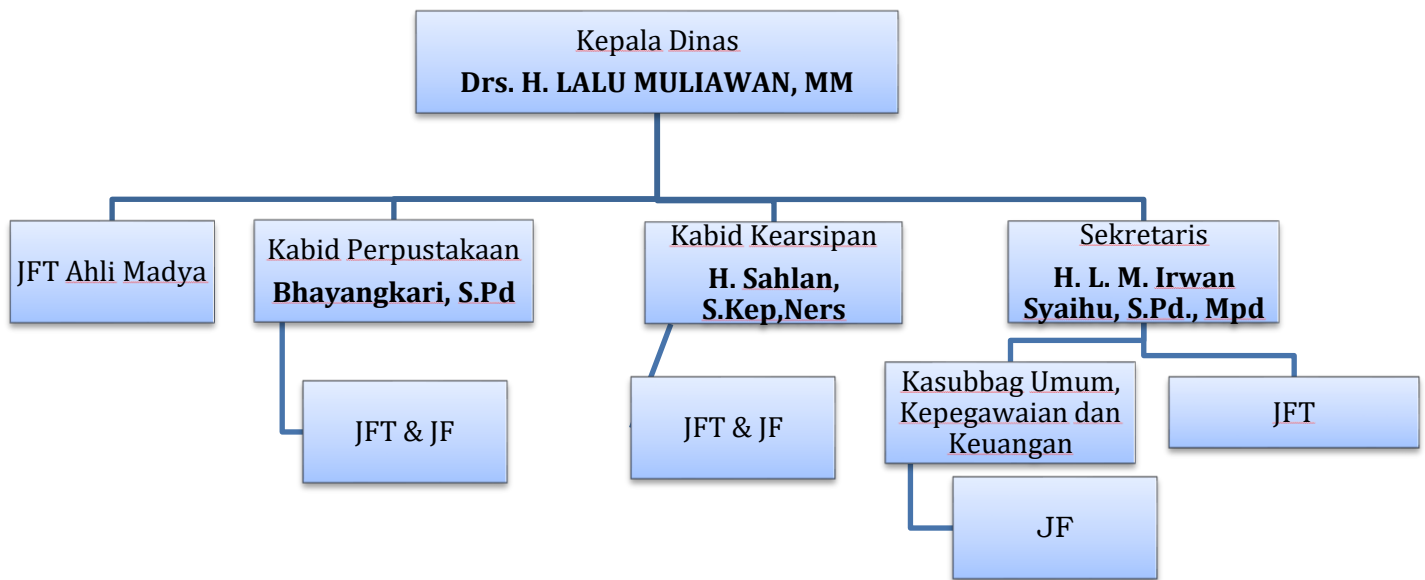 Kepala Dinas
Drs. H. LALU MULIAWAN, MM
JFT Ahli Madya
Kabid Perpustakaan
Bhayangkari, S.Pd
Kabid Kearsipan
H. Sahlan,
S.Kep,Ners
Sekretaris
H. L. M. Irwan
Syaihu, S.Pd., Mpd
JFT & JF
JFT & JF
Kasubbag Umum,
Kepegawaian dan
Keuangan
JFT
JF